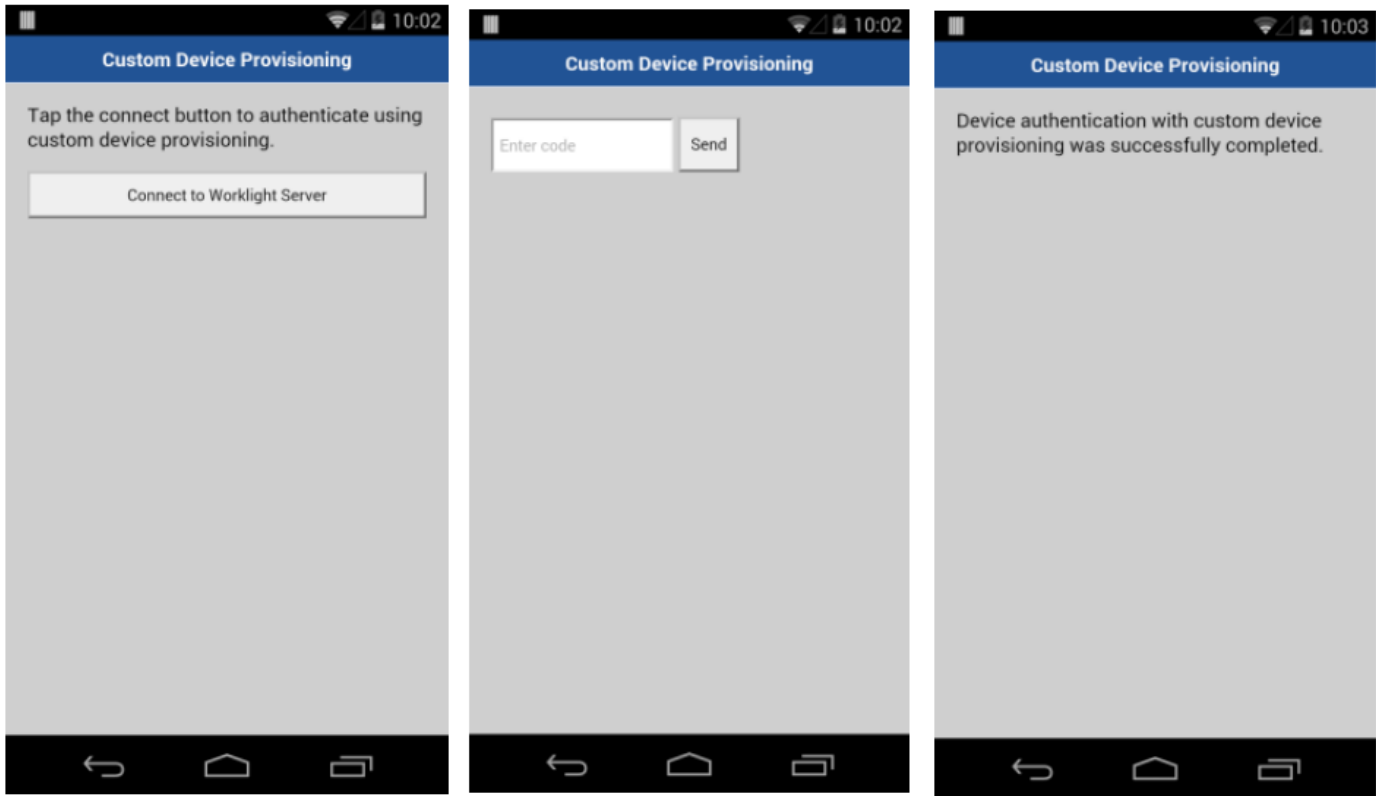 10:02
Custom Device Provisioning
Tap the connect button to authenticate using
custom device provisioning.
Connect to Worklight Server
10:02
Custom Device Provisioning
Enter code
Send
10:03
Custom Device Provisioning
Device authentication with custom device
provisioning was successfully completed.